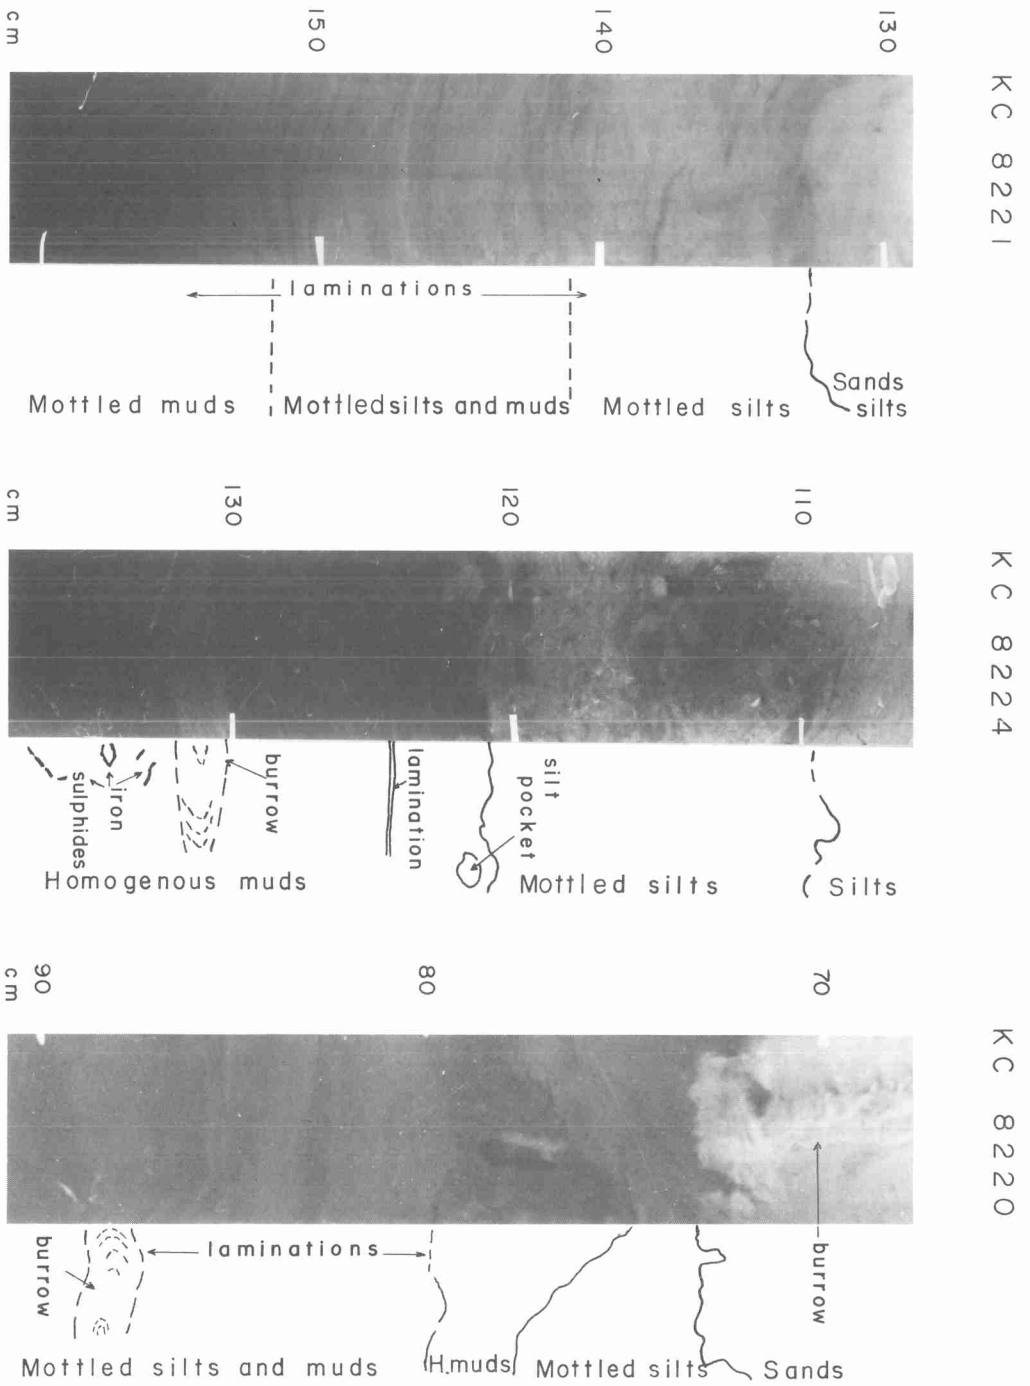 KC 8221
cm
150
140
130
laminations
Mottled muds
Mottled silts and muds
Mottled silts
Sands
silts
KC 8224
cm
130
120
110
iron
sulphides
burrow
lamination
silt
pocket
Homogenous muds
Mottled silts
Silts
KC 8220
cm
90
80
70
burrow
laminations
burrow
Mottled silts and muds
H.muds
Mottled silts
Sands